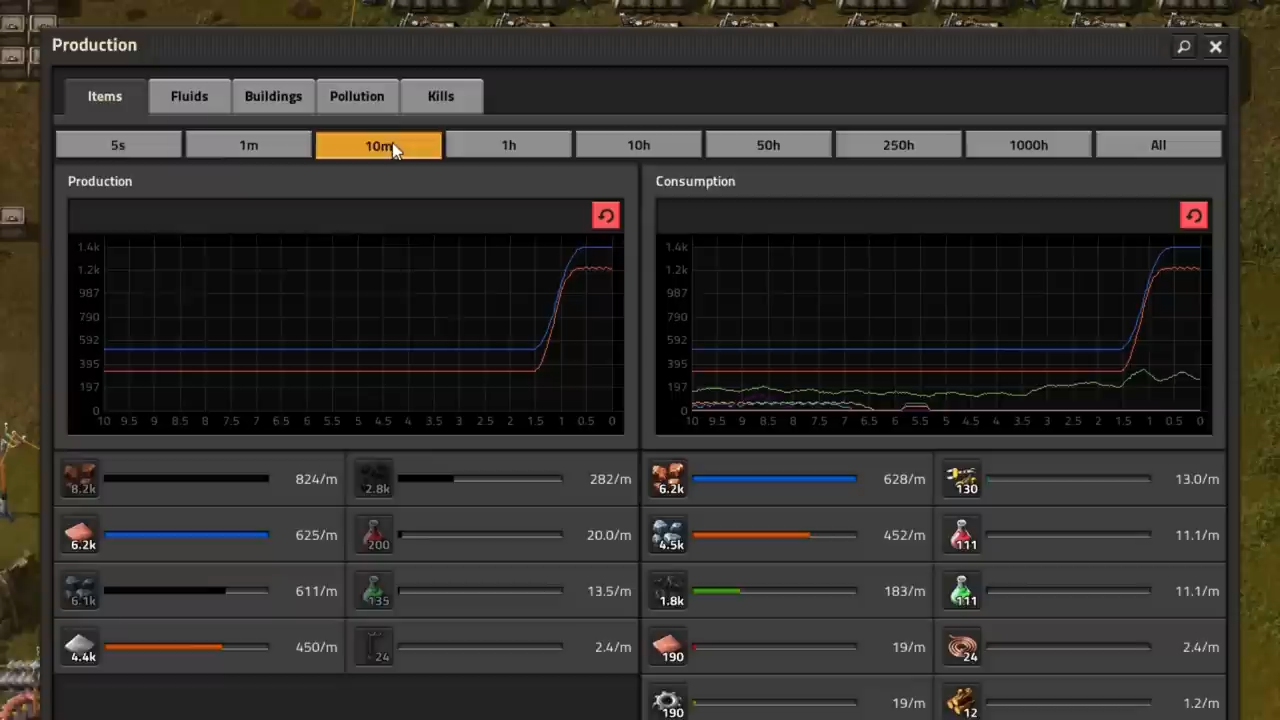 Production
Items Fluids Buildings Pollution Kills
5s 1m 10m 1h 10h 50h 250h 1000h All
Production
1.4k
1.2k
987
790
592
395
197
0
10 9.5 9 8.5 8 7.5 7 6.5 6 5.5 5 4.5 4 3.5 3 2.5 2 1.5 1 0.5 0
8.2k 824/m 2.8k 282/m
6.2k 625/m 200 20.0/m
6.1k 611/m 135 13.5/m
4.4k 450/m 24 2.4/m
Consumption
1.4k
1.2k
987
790
592
395
197
0
10 9.5 9 8.5 8 7.5 7 6.5 6 5.5 5 4.5 4 3.5 3 2.5 2 1.5 1 0.5 0
6.2k 628/m 130 13.0/m
4.5k 452/m 111 11.1/m
1.8k 183/m 111 11.1/m
190 19/m 24 2.4/m
190 19/m 12 1.2/m